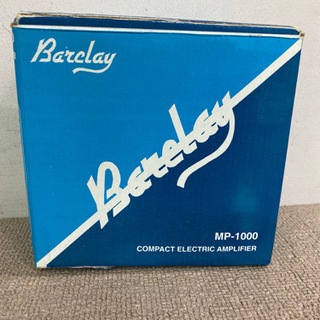 Barclay
Barclay
MP-1000
COMPACT ELECTRIC AMPLIFIER